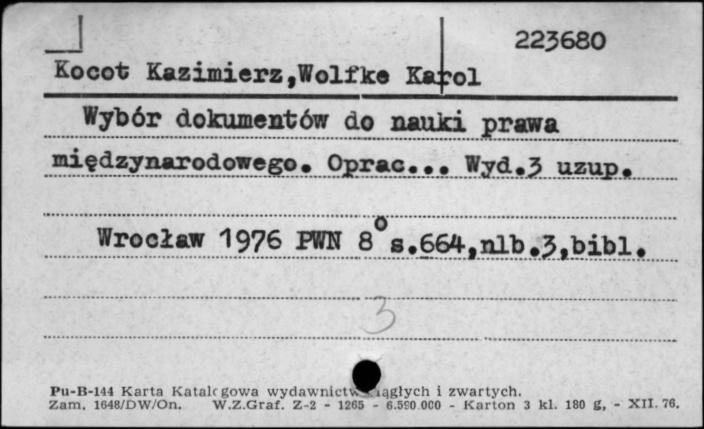 223680
Kocot Kazimierz,Wolfke Karol
Wybór dokumentów do nauki prawa
międzynarodowego. Oprac... Wyd.3 uzup.
Wrocław 1976 PWN 8° s.664,nlb.3,bibl.
3
Pu-B-144 Karta Katalogowa wydawnictw ciągłych i zwartych.
Zam. 1648/DW/On. W.Z.Graf. Z-2 - 1265 - 6.590 000 - Karton 3 kl. 180 g, - XII. 76.